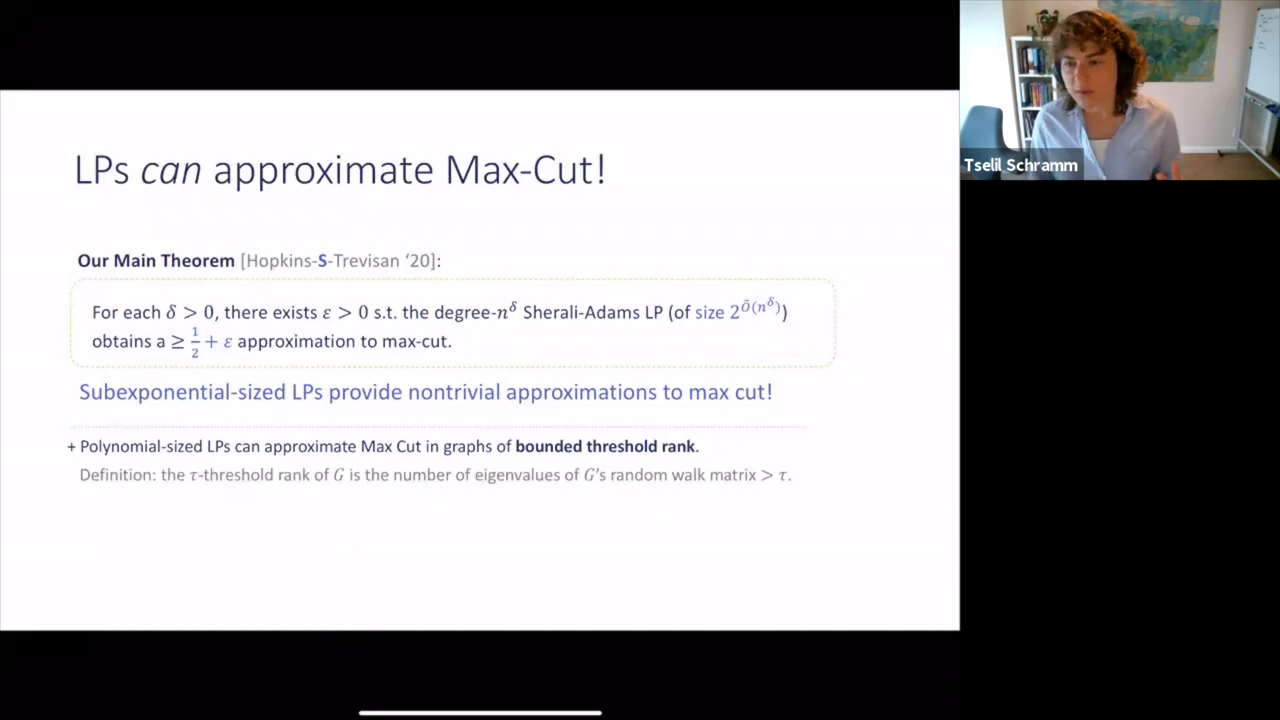 LPs can approximate Max-Cut!
Our Main Theorem [Hopkins-S-Trevisan ‘20]:
For each δ > 0, there exists ε > 0 s.t. the degree-n^δ Sherali-Adams LP (of size 2^{Õ(n^δ)})
obtains a ≥ 1/2 + ε approximation to max-cut.
Subexponential-sized LPs provide nontrivial approximations to max cut!
+ Polynomial-sized LPs can approximate Max Cut in graphs of bounded threshold rank.
Definition: the τ-threshold rank of G is the number of eigenvalues of G's random walk matrix > τ.
Tselil Schramm